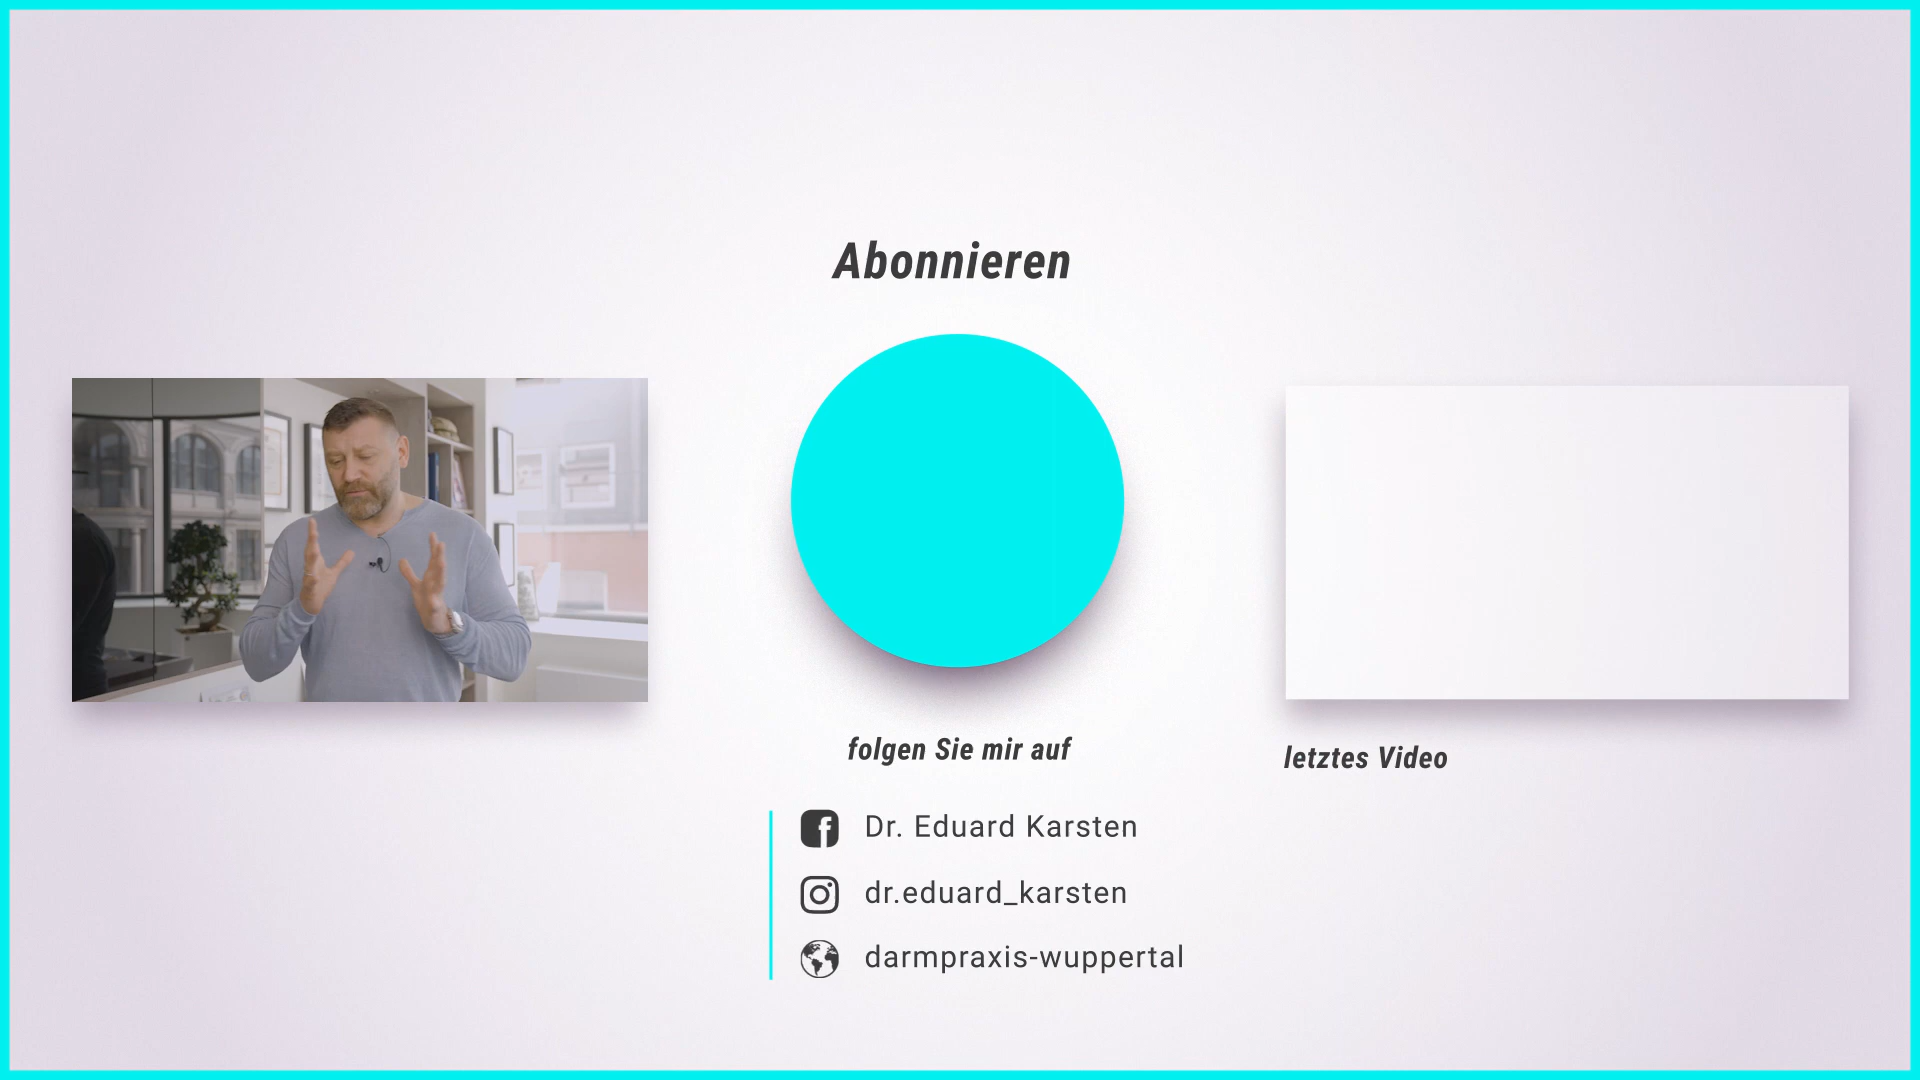 Abonnieren
folgen Sie mir auf
letztes Video
Dr. Eduard Karsten
dr.eduard_karsten
darmpraxis-wuppertal